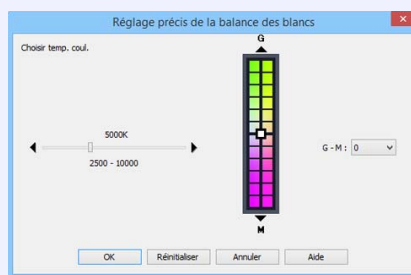 Réglage précis de la balance des blancs
Choisir temp. coul.
G
5000K
2500 - 10000
G - M : 0
M
OK
Réinitialiser
Annuler
Aide